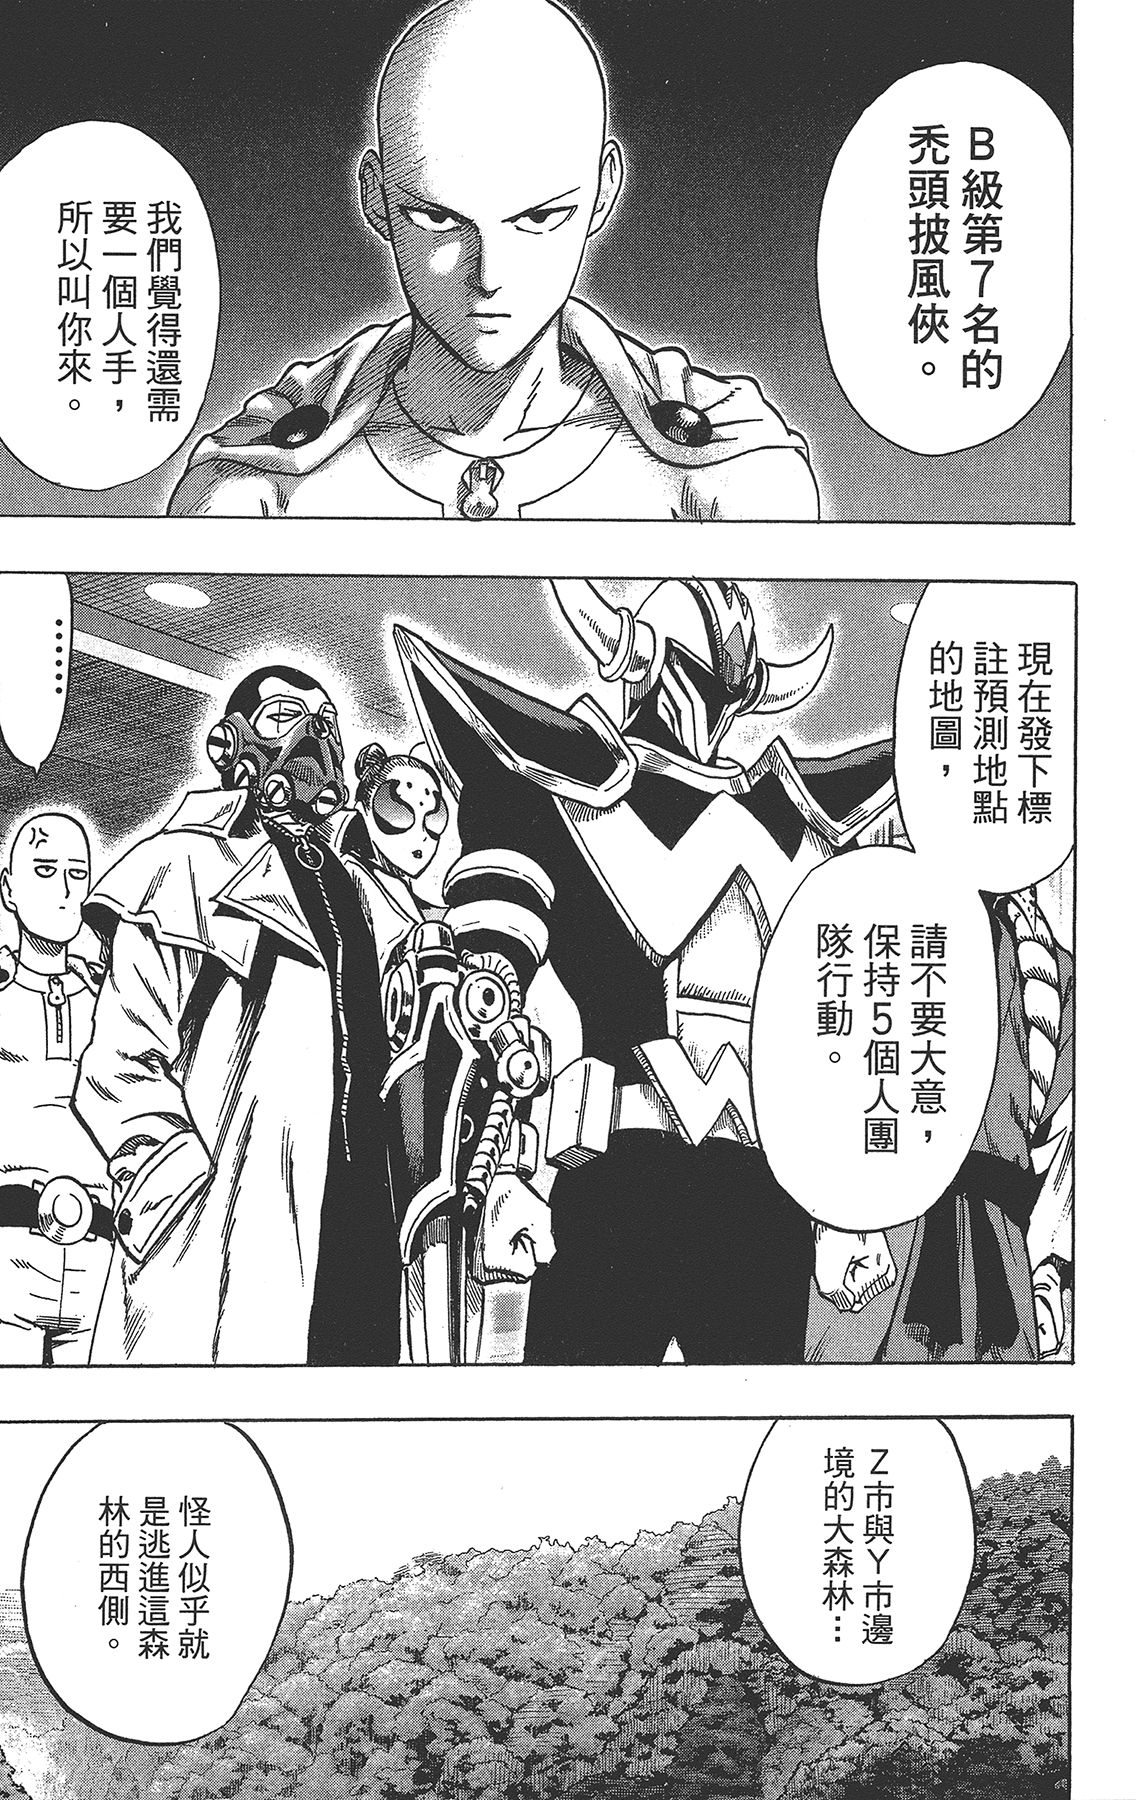 B級第7名的
禿頭披風俠。
我們覺得還需
要一個人手，
所以叫你來。
現在發下標
註預測地點
的地圖，
請不要大意，
保持5個人團
隊行動。
……
Z市與Y市邊
境的大森林…
怪人似乎就
是逃進這森
林的西側。